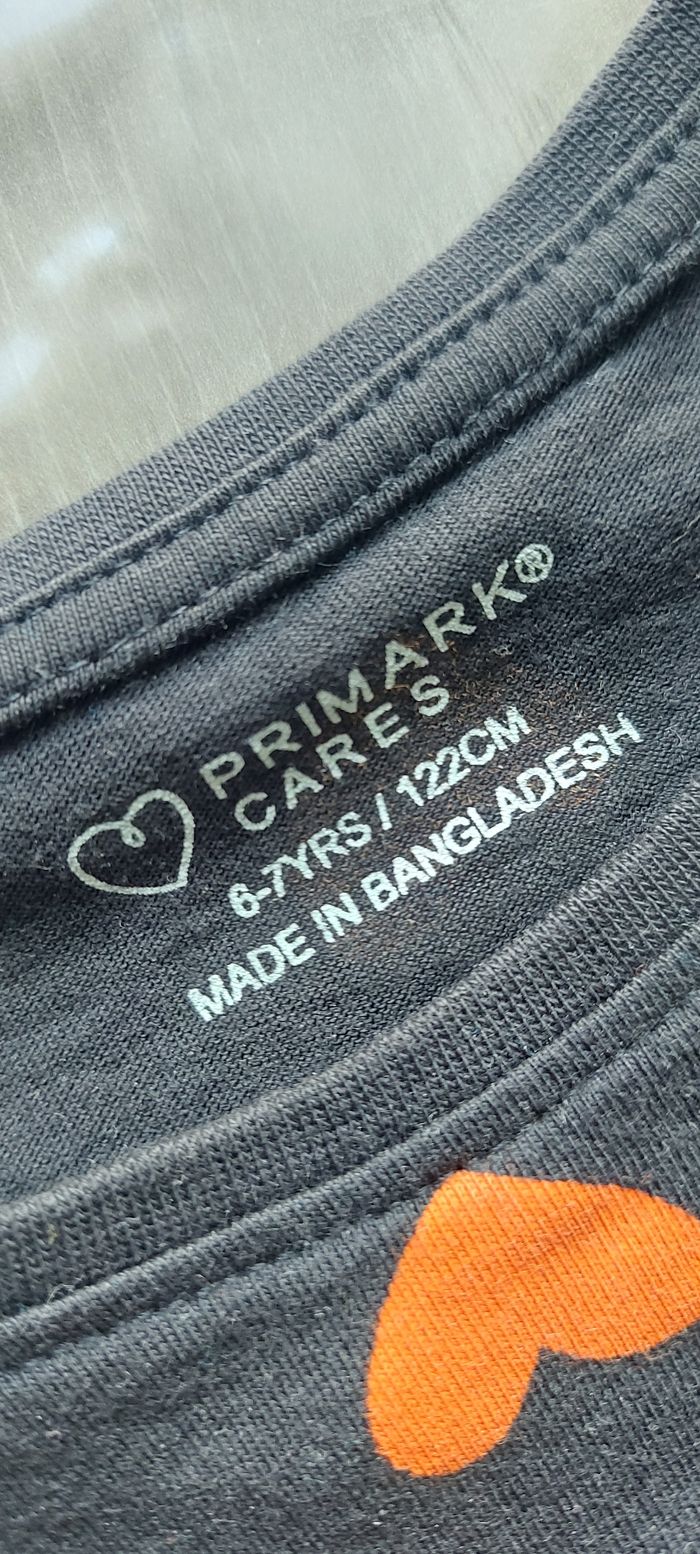 PRIMARK®
CARES
6-7YRS / 122CM
MADE IN BANGLADESH